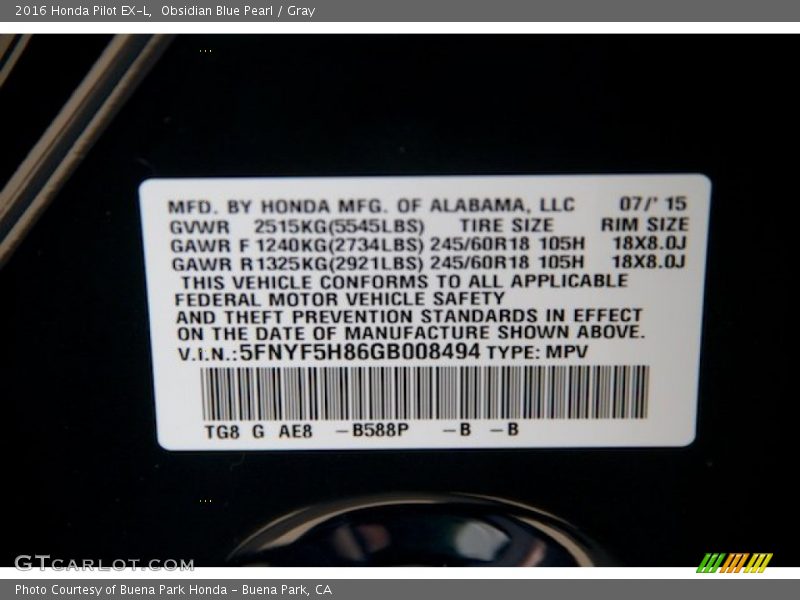 2016 Honda Pilot EX-L, Obsidian Blue Pearl / Gray
MFD. BY HONDA MFG. OF ALABAMA, LLC 07/' 15
GVWR 2515KG(5545LBS) TIRE SIZE RIM SIZE
GAWR F 1240KG(2734LBS) 245/60R18 105H 18X8.0J
GAWR R1325KG(2921LBS) 245/60R18 105H 18X8.0J
THIS VEHICLE CONFORMS TO ALL APPLICABLE
FEDERAL MOTOR VEHICLE SAFETY
AND THEFT PREVENTION STANDARDS IN EFFECT
ON THE DATE OF MANUFACTURE SHOWN ABOVE.
V.I.N.:5FNYF5H86GB008494 TYPE: MPV
TG8 G AE8 -B588P -B -B
GTCARLOT.COM
Photo Courtesy of Buena Park Honda - Buena Park, CA